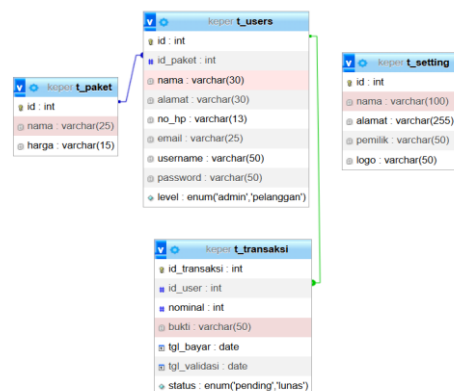 v keper t_users
id : int
id_paket : int
nama : varchar(30)
alamat : varchar(30)
no_hp : varchar(13)
email : varchar(25)
username : varchar(50)
password : varchar(50)
level : enum('admin','pelanggan')
v keper t_paket
id : int
nama : varchar(25)
harga : varchar(15)
v keper t_setting
id : int
nama : varchar(100)
alamat : varchar(255)
pemilik : varchar(50)
logo : varchar(50)
v keper t_transaksi
id_transaksi : int
id_user : int
nominal : int
bukti : varchar(50)
tgl_bayar : date
tgl_validasi : date
status : enum('pending','lunas')